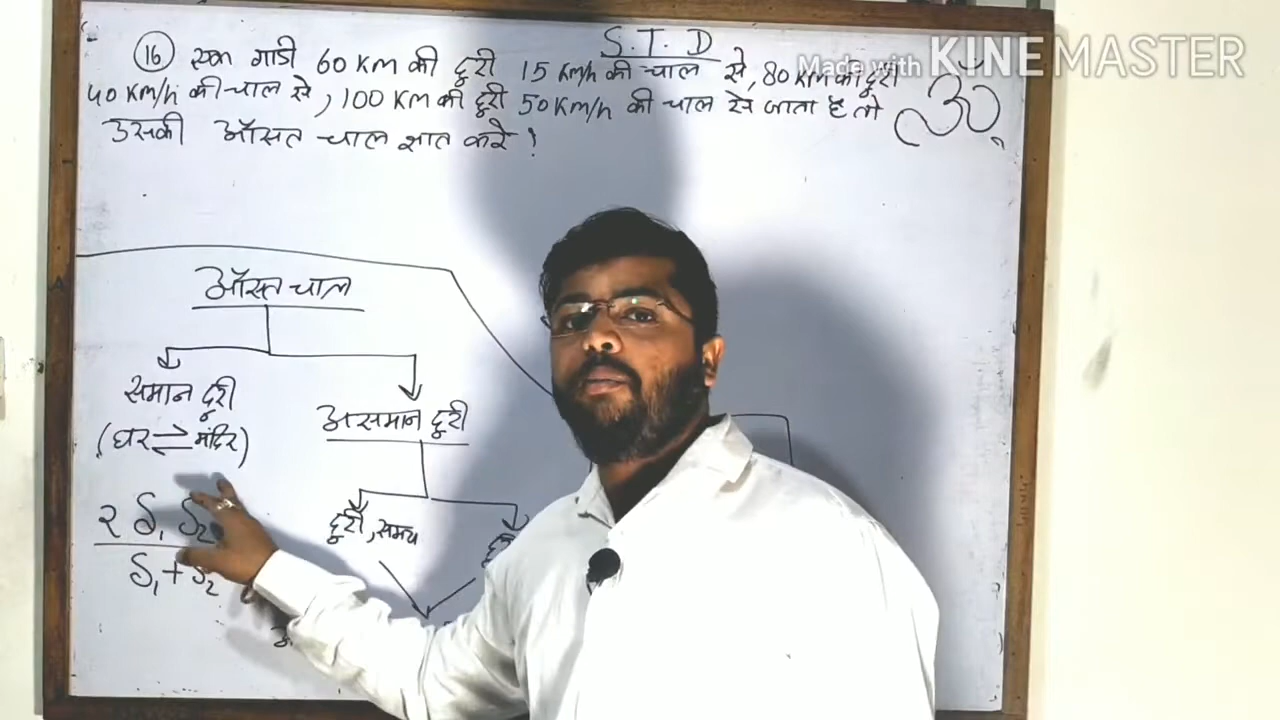 S.T.D
Made with KINEMASTER
(16) एक गाडी 60 Km की दुरी 15 Km/h की चाल से, 80 Km की दुरी
40 Km/h की चाल से, 100 Km की दुरी 50 Km/h की चाल से जाता है तो
उसकी औसत चाल ज्ञात करे !
ॐ
औसत चाल
समान दुरी
असमान दुरी
(घर ⇌ मंदिर)
दुरी, समय
2 S₁ S₂
S₁ + S₂